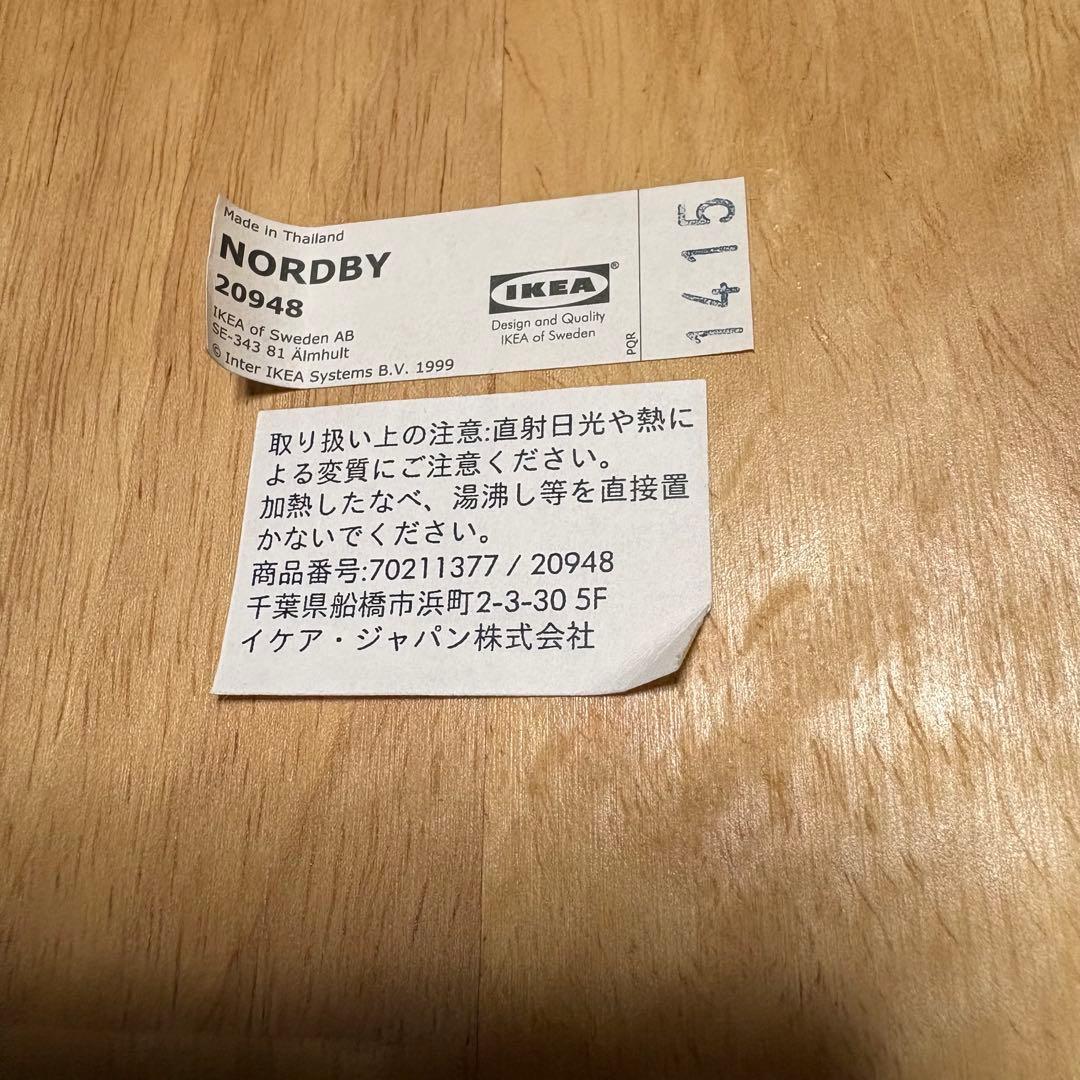 Made in Thailand
NORDBY
20948
IKEA of Sweden AB
SE-343 81 Älmhult
© Inter IKEA Systems B.V. 1999
IKEA®
Design and Quality
IKEA of Sweden
PQR
1415
取り扱い上の注意:直射日光や熱に
よる変質にご注意ください。
加熱したなべ、湯沸し等を直接置
かないでください。
商品番号:70211377 / 20948
千葉県船橋市浜町2-3-30 5F
イケア・ジャパン株式会社